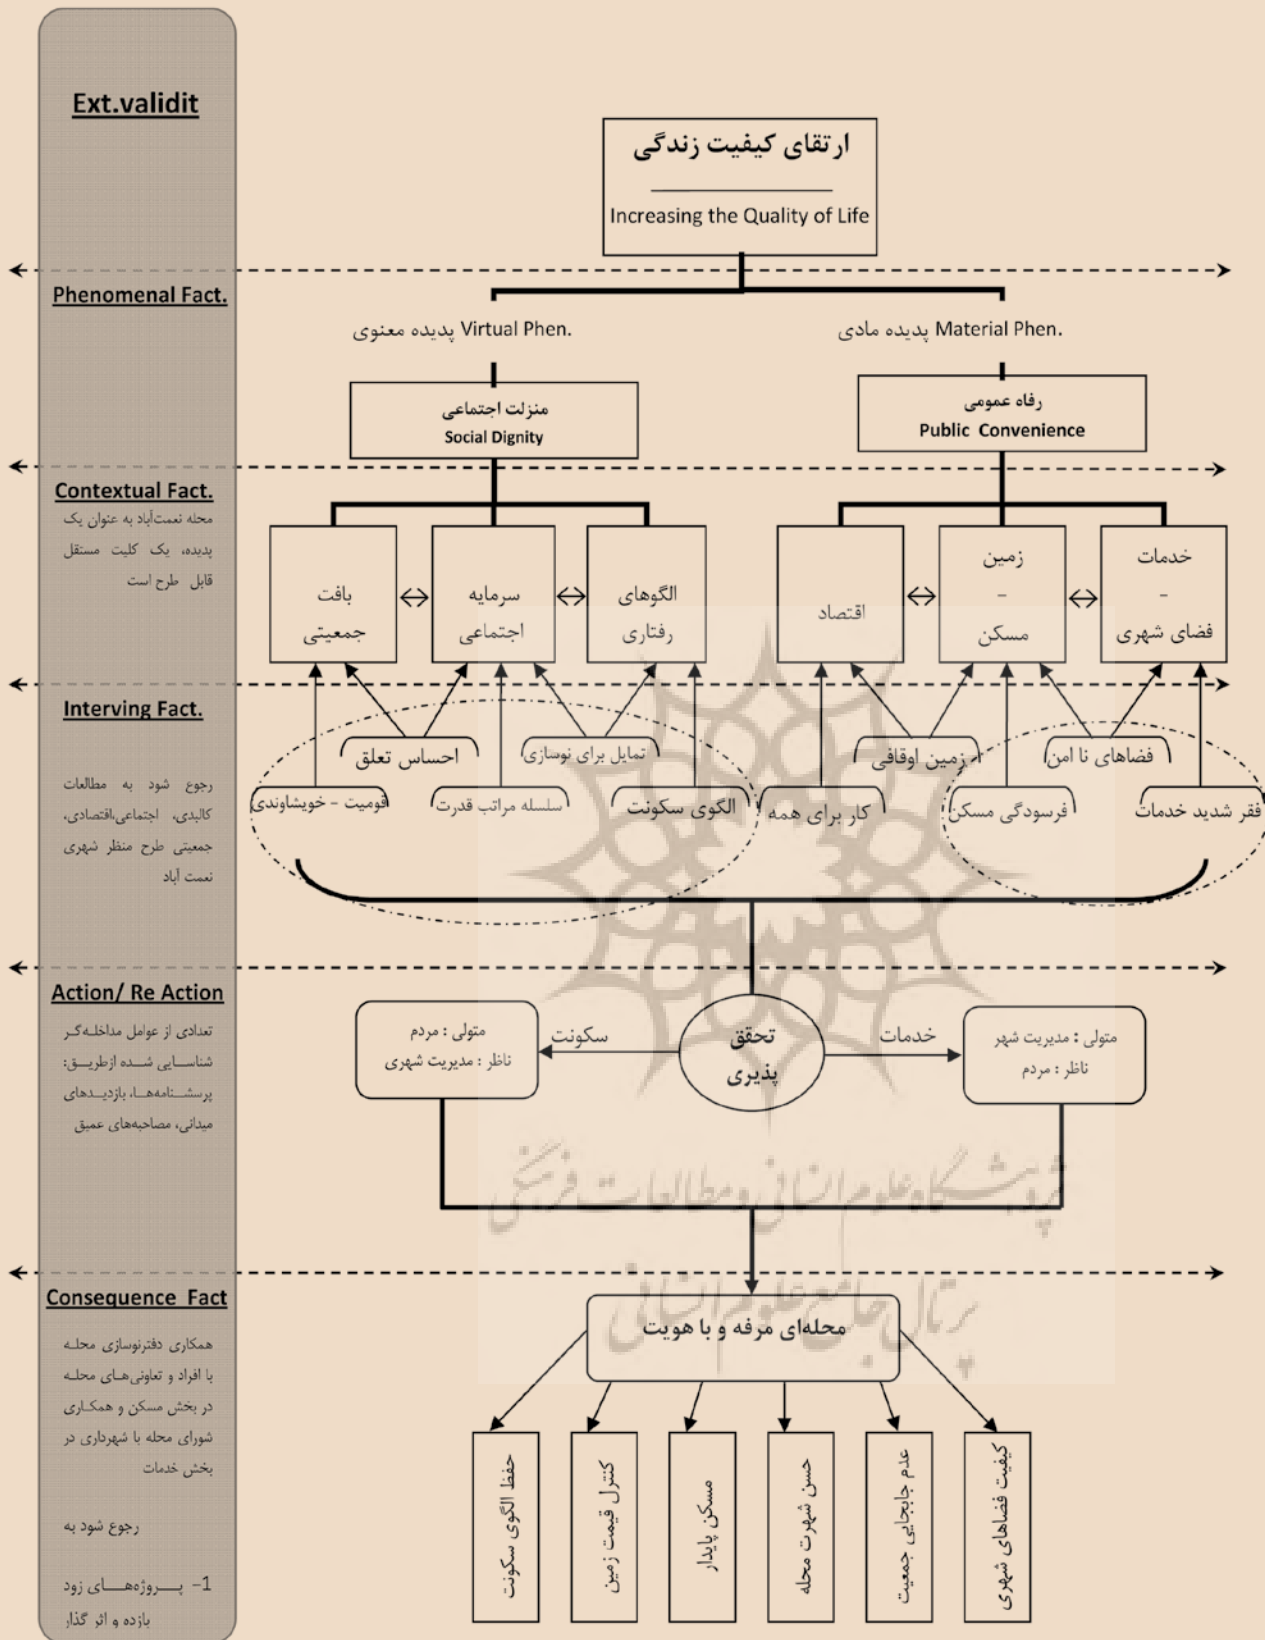 Ext.validit
ارتقای کیفیت زندگی
Increasing the Quality of Life
Phenomenal Fact.
پدیده معنوی Virtual Phen.
پدیده مادی Material Phen.
منزلت اجتماعی
Social Dignity
رفاه عمومی
Public Convenience
Contextual Fact.
محله نعمت‌آباد به عنوان یک
پدیده، یک کلیت مستقل
قابل طرح است
خدمات
-
فضای شهری
زمین
-
مسکن
اقتصاد
الگوهای
رفتاری
سرمایه
اجتماعی
بافت
جمعیتی
Interving Fact.
رجوع شود به مطالعات
کالبدی، اجتماعی،اقتصادی،
جمعیتی طرح منظر شهری
نعمت آباد
فضاهای نا امن
زمین اوقافی
تمایل برای نوسازی
احساس تعلق
فقر شدید خدمات
فرسودگی مسکن
کار برای همه
الگوی سکونت
سلسله مراتب قدرت
قومیت - خویشاوندی
Action/ Re Action
تعدادی از عوامل مداخله‌گر
شناسایی شده ازطریق:
پرسشنامه‌ها، بازدیدهای
میدانی، مصاحبه‌های عمیق
متولی : مدیریت شهر
ناظر : مردم
خدمات
تحقق
پذیری
سکونت
متولی : مردم
ناظر : مدیریت شهری
پژوهشگاه علوم انسانی و مطالعات فرهنگی
پرتال جامع علوم انسانی
Consequence Fact
همکاری دفترنوسازی محله
با افراد و تعاونی‌های محله
در بخش مسکن و همکاری
شورای محله با شهرداری در
بخش خدمات
رجوع شود به
1- پروژه‌های زود
بازده و اثر گذار
محله‌ای مرفه و با هویت
کیفیت فضاهای شهری
عدم جابجایی جمعیت
حسن شهرت محله
مسکن پایدار
کنترل قیمت زمین
حفظ الگوی سکونت